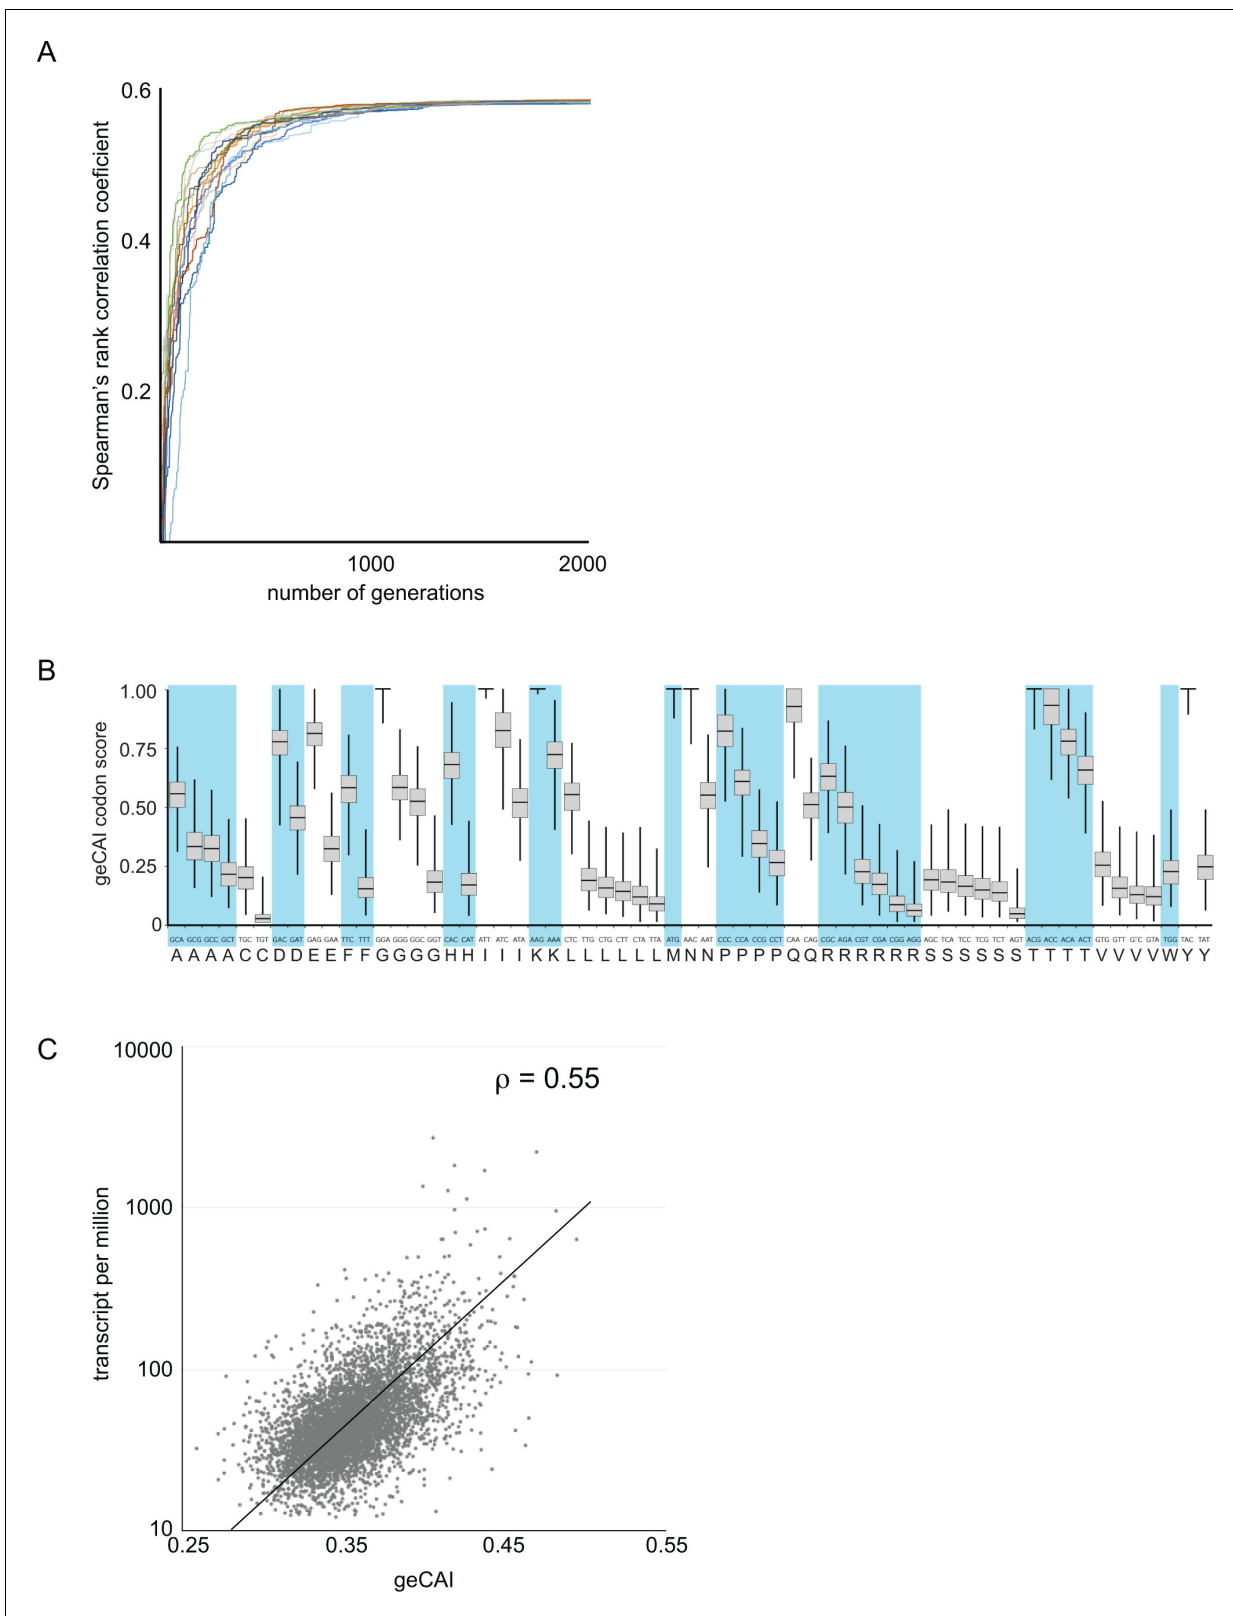 A
0.6
0.4
0.2
Spearman's rank correlation coeficient
1000 2000
number of generations
B
1.00
0.75
0.50
0.25
0
geCAI codon score
GCA GCG GCC GCT TGC TGT GAC GAT GAG GAA TTC TTT GGA GGG GGC GGT CAC CAT ATT ATC ATA AAG AAA CTC TTG CTG CTT CTA TTA ATG AAC AAT CCC CCA CCG CCT CAA CAG CGC AGA CGT CGA CGG AGG AGC TCA TCC TCG TCT AGT ACG ACC ACA ACT GTG GTT GTC GTA TGG TAC TAT
A A A A C C D D E E F F G G G G H H I I I K K L L L L L L M N N P P P P Q Q R R R R R R S S S S S S T T T T V V V V W Y Y
C
10000
ρ = 0.55
1000
100
10
transcript per million
0.25 0.35 0.45 0.55
geCAI